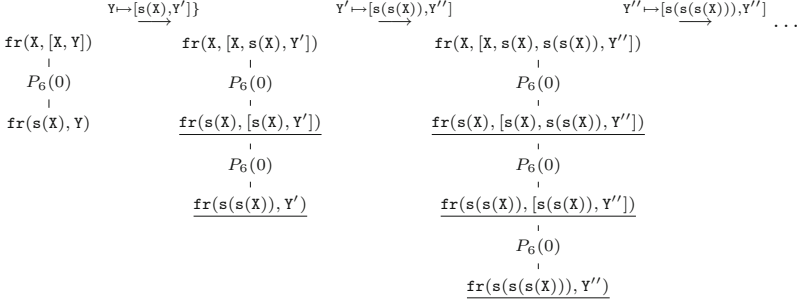 Y↦[s(X),Y′]} Y′↦[s(s(X)),Y″] Y″↦[s(s(s(X))),Y″]
⟶ ⟶ ⟶ ...
fr(X, [X, Y]) fr(X, [X, s(X), Y′]) fr(X, [X, s(X), s(s(X)), Y″])
P₆(0) P₆(0) P₆(0)
fr(s(X), Y) fr(s(X), [s(X), Y′]) fr(s(X), [s(X), s(s(X)), Y″])
P₆(0) P₆(0)
fr(s(s(X)), Y′) fr(s(s(X)), [s(s(X)), Y″])
P₆(0)
fr(s(s(s(X))), Y″)